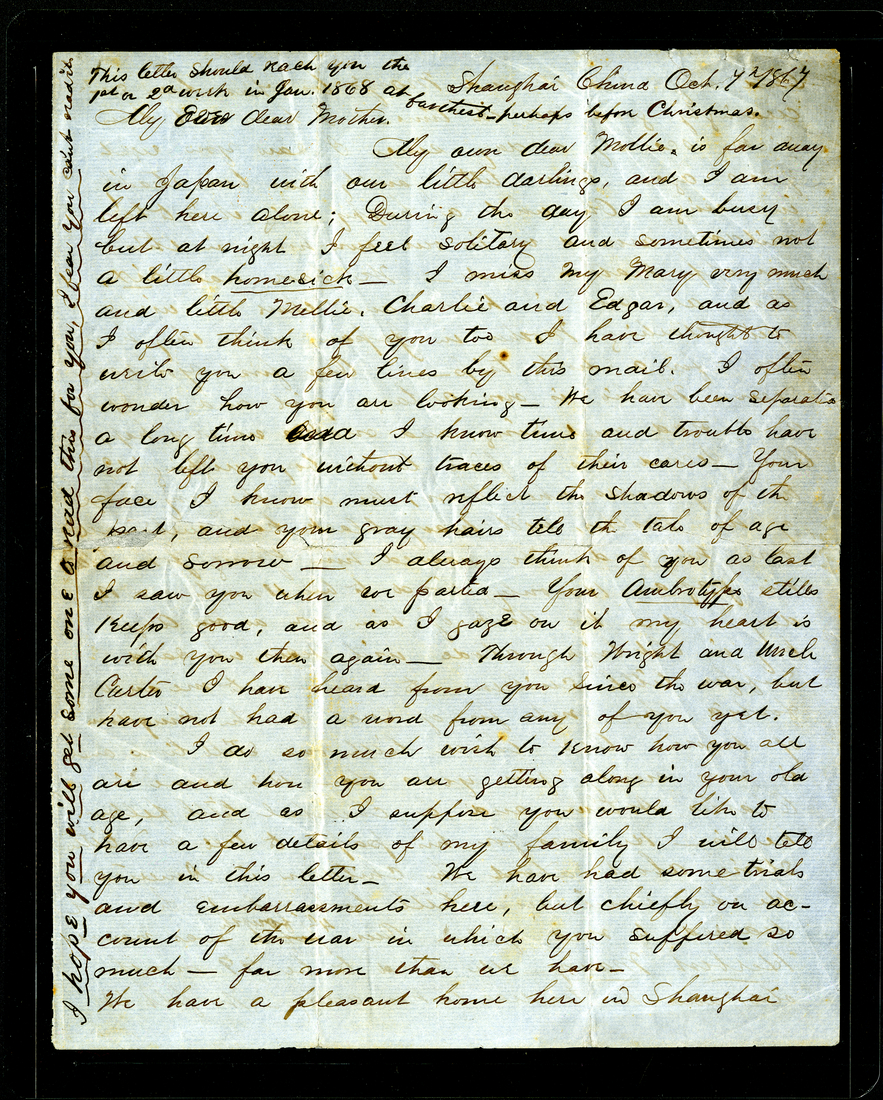 This letter should reach you the
1st or 2d week in Jan. 1868 at farthest - perhaps before Christmas.
Shanghai China Oct. 7th 1867
My Own dear Mother.
My own dear Mollie. is far away
in Japan with our little darlings, and I am
left here alone; During the day I am busy
but at night I feel solitary and sometimes not
a little homesick — I miss my Mary very much
and little Mellie. Charlie and Edgar, and as
I often think of you too I have thought to
write you a few lines by this mail. I often
wonder how you are looking — We have been separated
a long time and I know time and trouble have
not left you without traces of their cares — Your
face I know must reflect the shadows of the
past, and your gray hairs tell the tale of age
and sorrow — I always think of you as last
I saw you when we parted — Your Ambrotype stills
keeps good, and as I gaze on it my heart is
with you then again — Through Wright and Uncle
Carter I have heard from you since the war, but
have not had a word from any of you yet.
I do so much wish to know how you all
are and how you are getting along in your old
age, and as I suppose you would like to
have a few details of my family I will tell
you in this letter — We have had some trials
and embarrassments here, but chiefly on ac-
count of the war in which you suffered so
much — far more than we have —
We have a pleasant home here in Shanghai
I hope you will get some one to read this for you, I fear you cant read it.